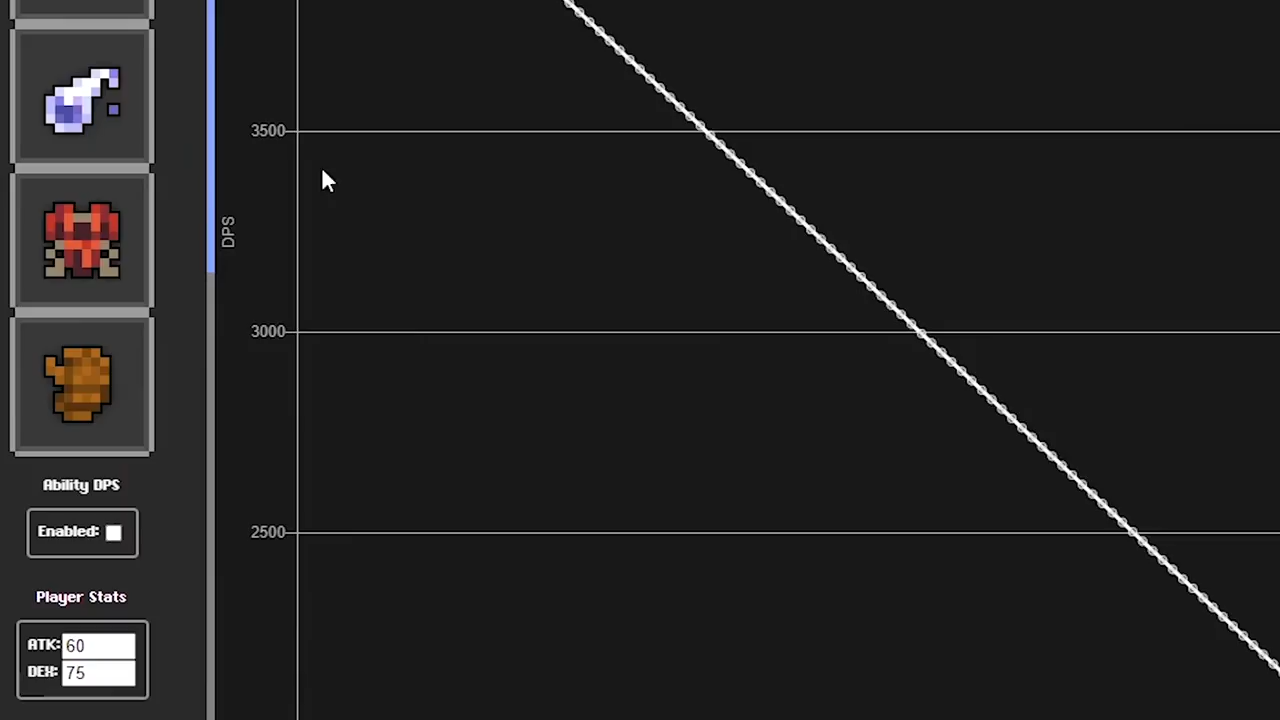 3500
DPS
3000
2500
Ability DPS
Enabled:
Player Stats
ATK: 60
DEX: 75